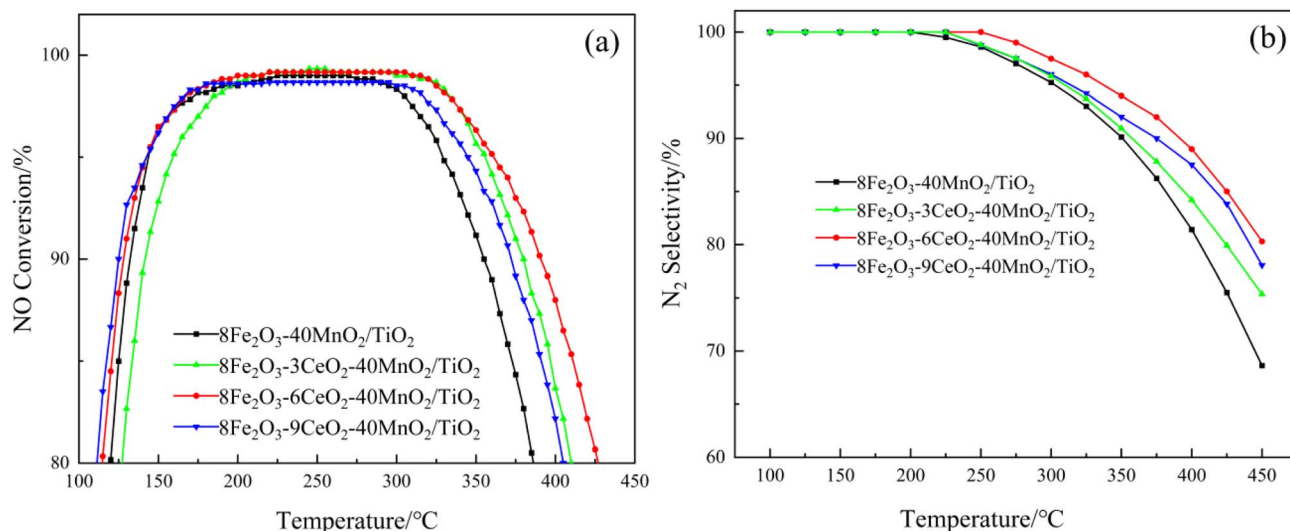 (a)
NO Conversion/%
100
90
80
8Fe₂O₃-40MnO₂/TiO₂
8Fe₂O₃-3CeO₂-40MnO₂/TiO₂
8Fe₂O₃-6CeO₂-40MnO₂/TiO₂
8Fe₂O₃-9CeO₂-40MnO₂/TiO₂
100 150 200 250 300 350 400 450
Temperature/℃
(b)
N₂ Selectivity/%
100
90
80
70
60
8Fe₂O₃-40MnO₂/TiO₂
8Fe₂O₃-3CeO₂-40MnO₂/TiO₂
8Fe₂O₃-6CeO₂-40MnO₂/TiO₂
8Fe₂O₃-9CeO₂-40MnO₂/TiO₂
100 150 200 250 300 350 400 450
Temperature/℃